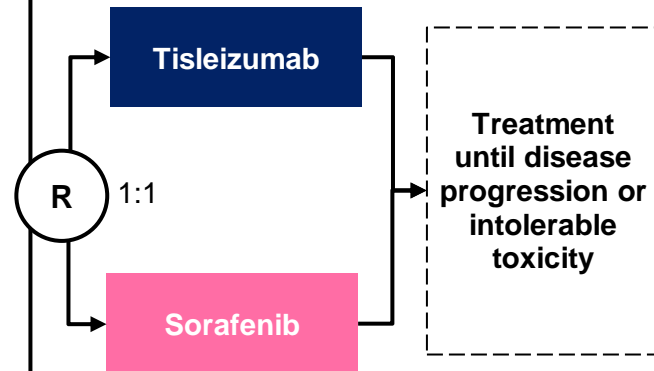 Tisleizumab
R
1:1
Treatment
until disease
progression or
intolerable
toxicity
Sorafenib